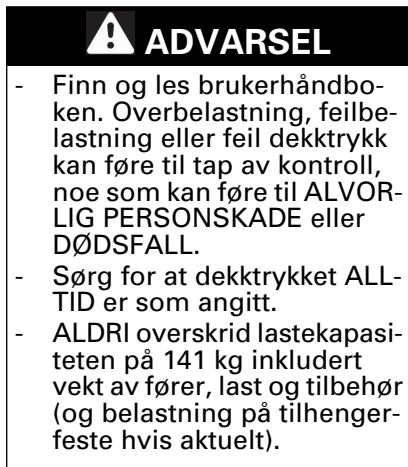 ADVARSEL
- Finn og les brukerhåndbo-
ken. Overbelastning, feilbe-
lastning eller feil dekktrykk
kan føre til tap av kontroll,
noe som kan føre til ALVOR-
LIG PERSONSKADE eller
DØDSFALL.
- Sørg for at dekktrykket ALL-
TID er som angitt.
- ALDRI overskrid lastekapasi-
teten på 141 kg inkludert
vekt av fører, last og tilbehør
(og belastning på tilhenger-
feste hvis aktuelt).